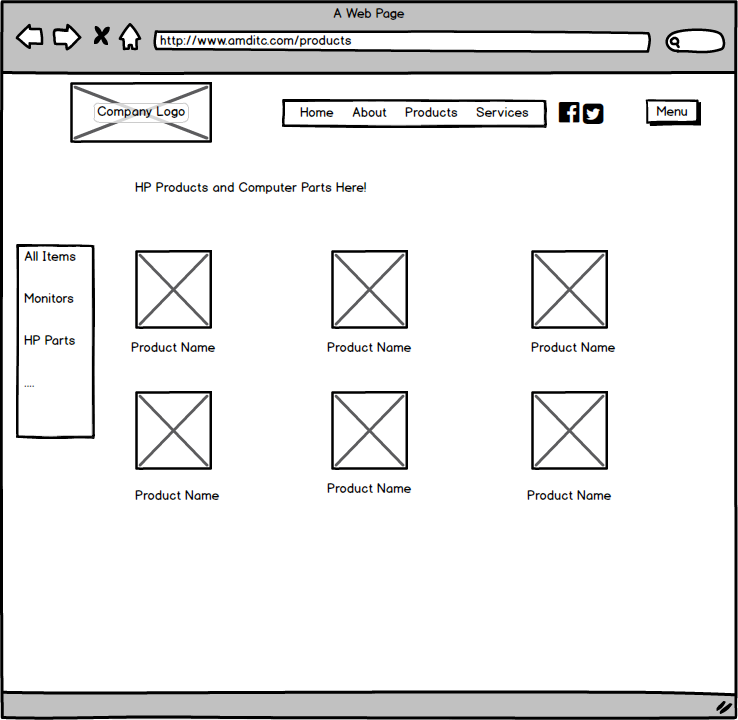 A Web Page
http://www.amditc.com/products
Company Logo
Home About Products Services
Menu
HP Products and Computer Parts Here!
All Items
Monitors
HP Parts
....
Product Name Product Name Product Name
Product Name Product Name Product Name